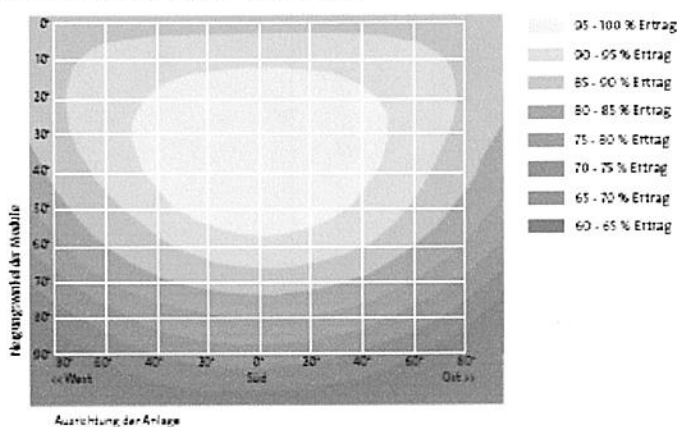 0°
10°
20°
30°
40°
50°
60°
70°
80°
90°
Neigungswinkel der Module
80° 60° 40° 20° 0° 20° 40° 60° 80°
<< West Süd Ost >>
Ausrichtung der Anlage
95 - 100 % Ertrag
90 - 95 % Ertrag
85 - 90 % Ertrag
80 - 85 % Ertrag
75 - 80 % Ertrag
70 - 75 % Ertrag
65 - 70 % Ertrag
60 - 65 % Ertrag